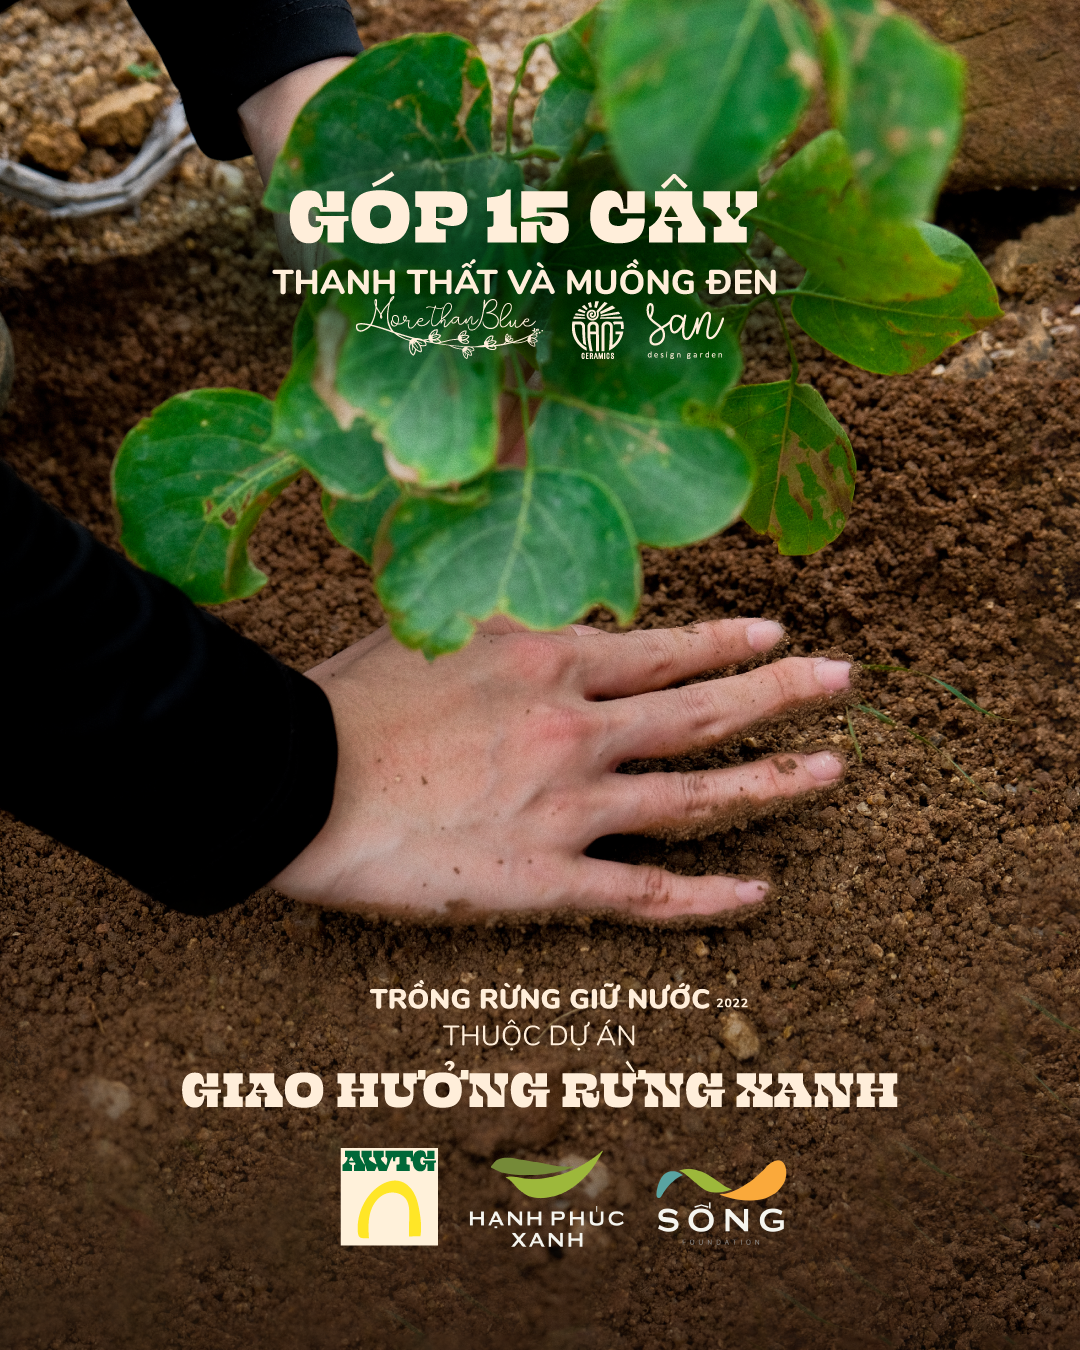 GÓP 15 CÂY
THANH THẤT VÀ MUỒNG ĐEN
MorethanBlue
DANG CERAMICS
san
design garden
TRỒNG RỪNG GIỮ NƯỚC 2022
THUỘC DỰ ÁN
GIAO HƯỞNG RỪNG XANH
AWTG
HẠNH PHÚC
XANH
SỐNG
FOUNDATION